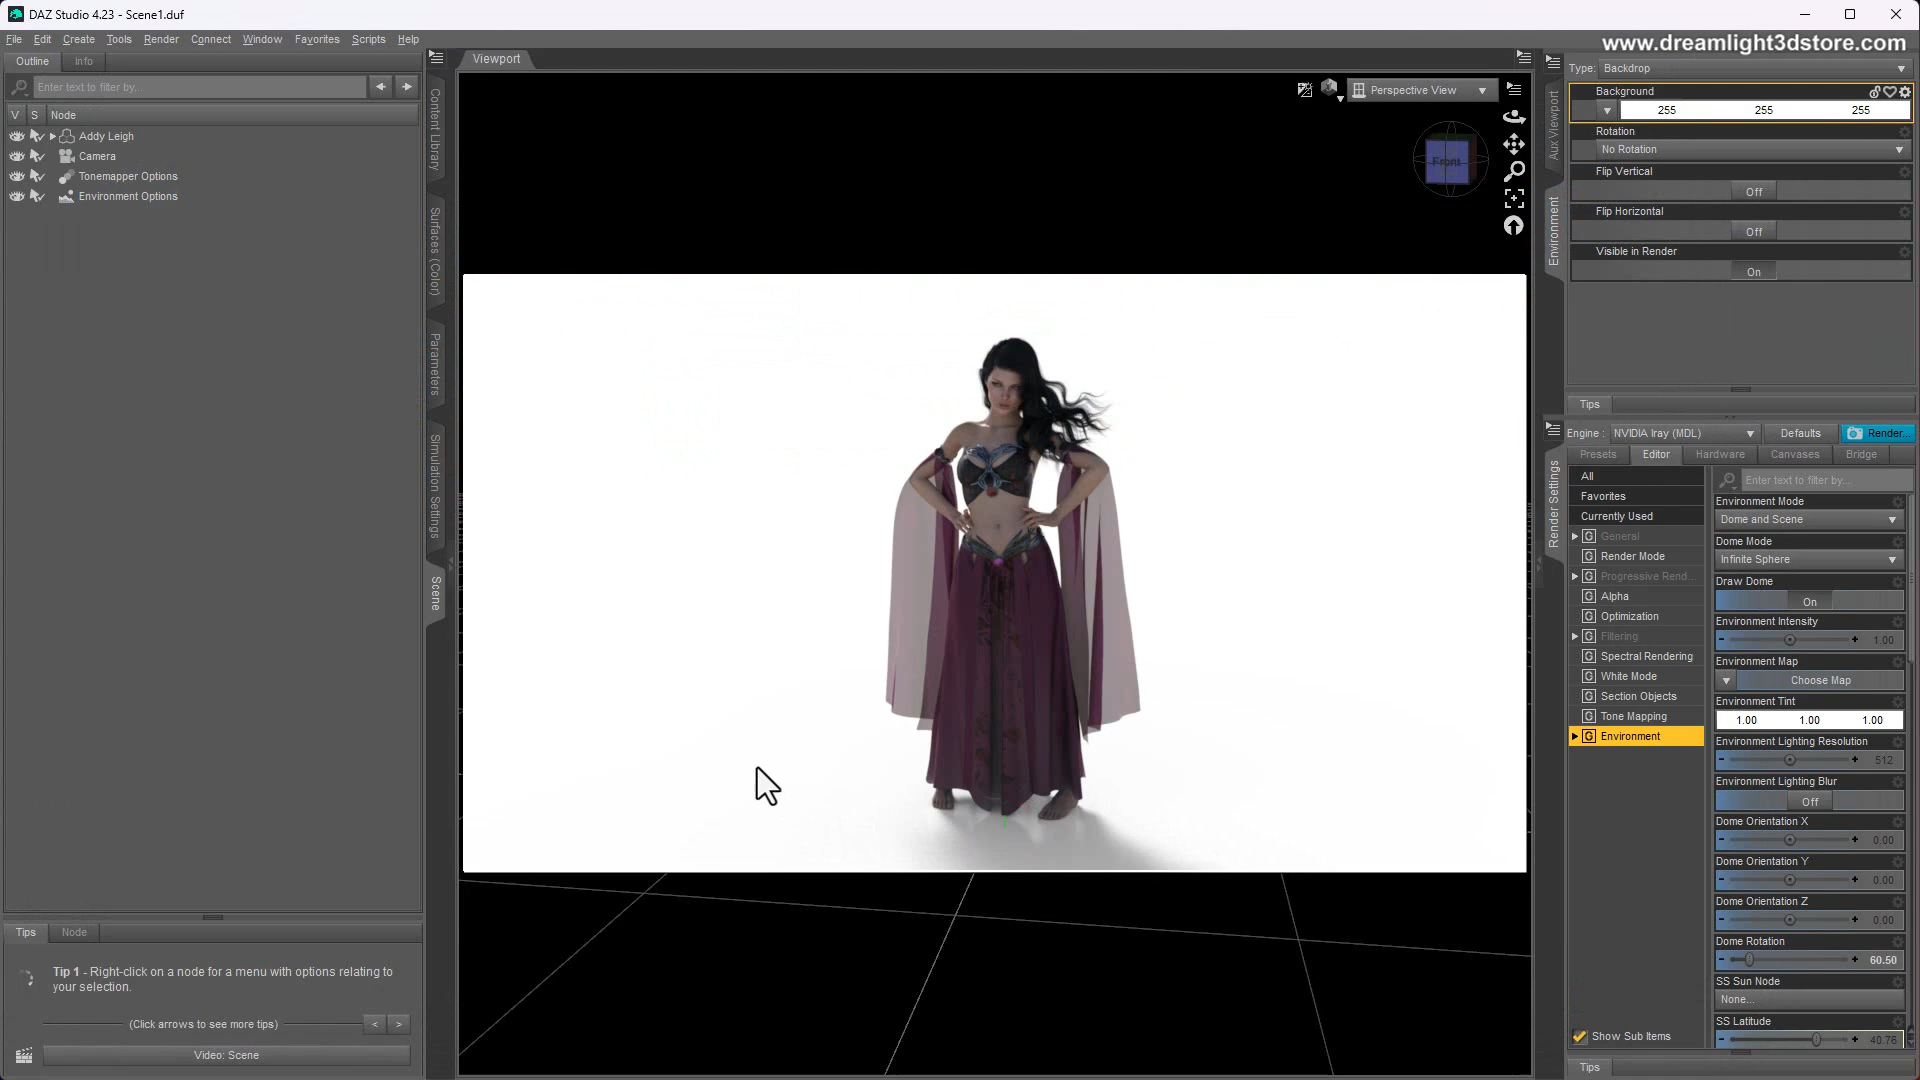 DAZ Studio 4.23 - Scene1.duf
File Edit Create Tools Render Connect Window Favorites Scripts Help
www.dreamlight3dstore.com
Outline Info
Enter text to filter by...
V S Node
Addy Leigh
Camera
Tonemapper Options
Environment Options
Tips Node
Tip 1 - Right-click on a node for a menu with options relating to
your selection.
(Click arrows to see more tips) < >
Video: Scene
Content Library
Surfaces (Color)
Parameters
Simulation Settings
Scene
Viewport
Perspective View
Front
Aux Viewport
Environment
Type: Backdrop
Background
255 255 255
Rotation
No Rotation
Flip Vertical
Off
Flip Horizontal
Off
Visible in Render
On
Tips
Render Settings
Engine : NVIDIA Iray (MDL) Defaults Render...
Presets Editor Hardware Canvases Bridge
All
Favorites
Currently Used
G General
G Render Mode
G Progressive Rend...
G Alpha
G Optimization
G Filtering
G Spectral Rendering
G White Mode
G Section Objects
G Tone Mapping
G Environment
Show Sub Items
Enter text to filter by...
Environment Mode
Dome and Scene
Dome Mode
Infinite Sphere
Draw Dome
On
Environment Intensity
- + 1.00
Environment Map
Choose Map
Environment Tint
1.00 1.00 1.00
Environment Lighting Resolution
- + 512
Environment Lighting Blur
Off
Dome Orientation X
- + 0.00
Dome Orientation Y
- + 0.00
Dome Orientation Z
- + 0.00
Dome Rotation
- + 60.50
SS Sun Node
None...
SS Latitude
- + 40.76
Tips